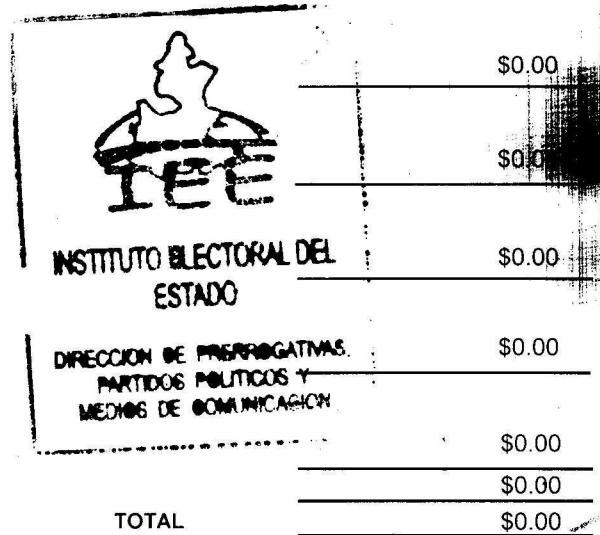 $0.00
$0.00
IEE
INSTITUTO ELECTORAL DEL
$0.00
ESTADO
DIRECCION DE PRERROGATIVAS,
$0.00
PARTIDOS POLITICOS Y
MEDIOS DE COMUNICACION
$0.00
$0.00
TOTAL $0.00